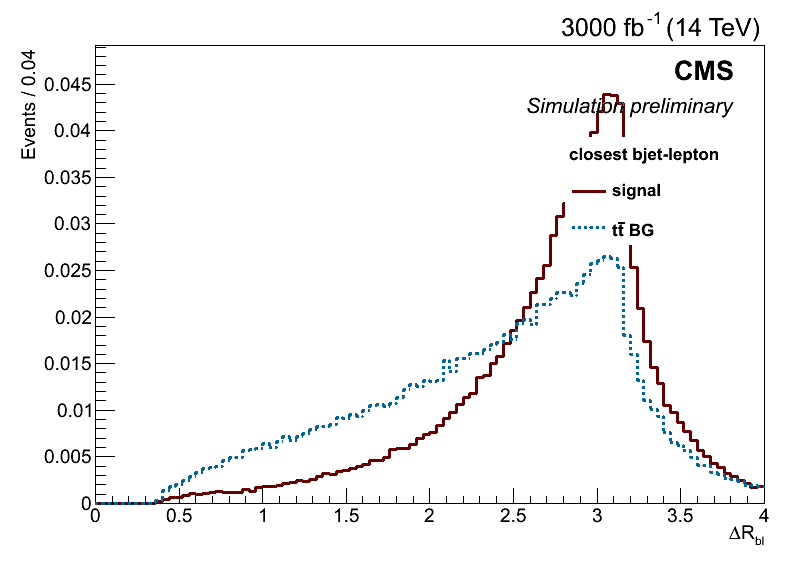 3000 fb⁻¹ (14 TeV)
Events / 0.04
CMS
Simulation preliminary
closest bjet-lepton
signal
tt̄ BG
0.045
0.04
0.035
0.03
0.025
0.02
0.015
0.01
0.005
0
0 0.5 1 1.5 2 2.5 3 3.5 4
ΔR_bl